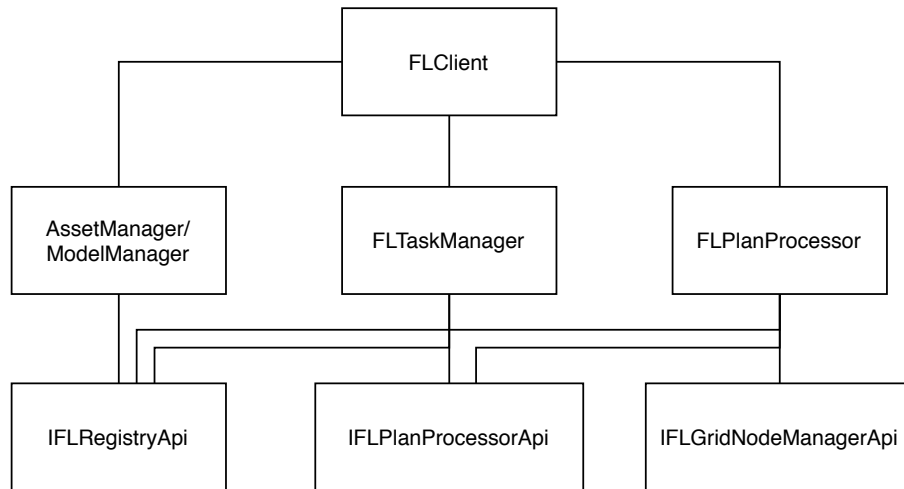 FLClient
AssetManager/
ModelManager
FLTaskManager
FLPlanProcessor
IFLRegistryApi
IFLPlanProcessorApi
IFLGridNodeManagerApi